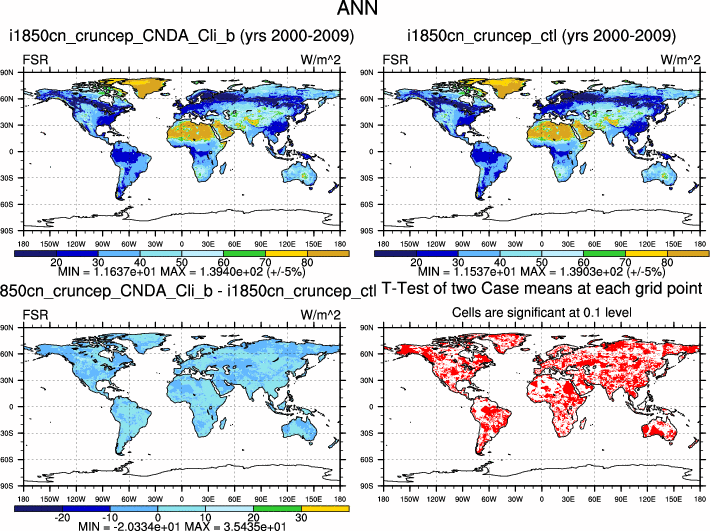 ANN
i1850cn_cruncep_CNDA_Cli_b (yrs 2000-2009)
FSR W/m^2
90N
60N
30N
0
30S
60S
90S
180 150W 120W 90W 60W 30W 0 30E 60E 90E 120E 150E 180
20 30 40 50 60 70 80
MIN = 1.1637e+01 MAX = 1.3940e+02 (+/-5%)
i1850cn_cruncep_ctl (yrs 2000-2009)
FSR W/m^2
90N
60N
30N
0
30S
60S
90S
180 150W 120W 90W 60W 30W 0 30E 60E 90E 120E 150E 180
20 30 40 50 60 70 80
MIN = 1.1537e+01 MAX = 1.3903e+02 (+/-5%)
850cn_cruncep_CNDA_Cli_b - i1850cn_cruncep_ctl
FSR W/m^2
90N
60N
30N
0
30S
60S
90S
180 150W 120W 90W 60W 30W 0 30E 60E 90E 120E 150E 180
-20 -10 0 10 20 30
MIN = -2.0334e+01 MAX = 3.5435e+01
T-Test of two Case means at each grid point
Cells are significant at 0.1 level
90N
60N
30N
0
30S
60S
90S
180 150W 120W 90W 60W 30W 0 30E 60E 90E 120E 150E 180